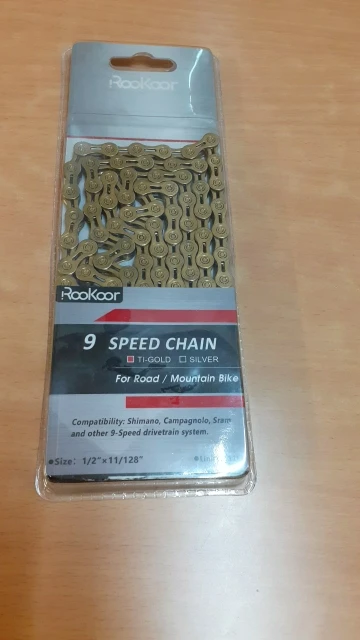 RooKoor
RooKoor
9 SPEED CHAIN
TI-GOLD SILVER
For Road / Mountain Bike
Compatibility: Shimano, Campagnolo, Sram
and other 9-Speed drivetrain system.
●Size: 1/2"×11/128"